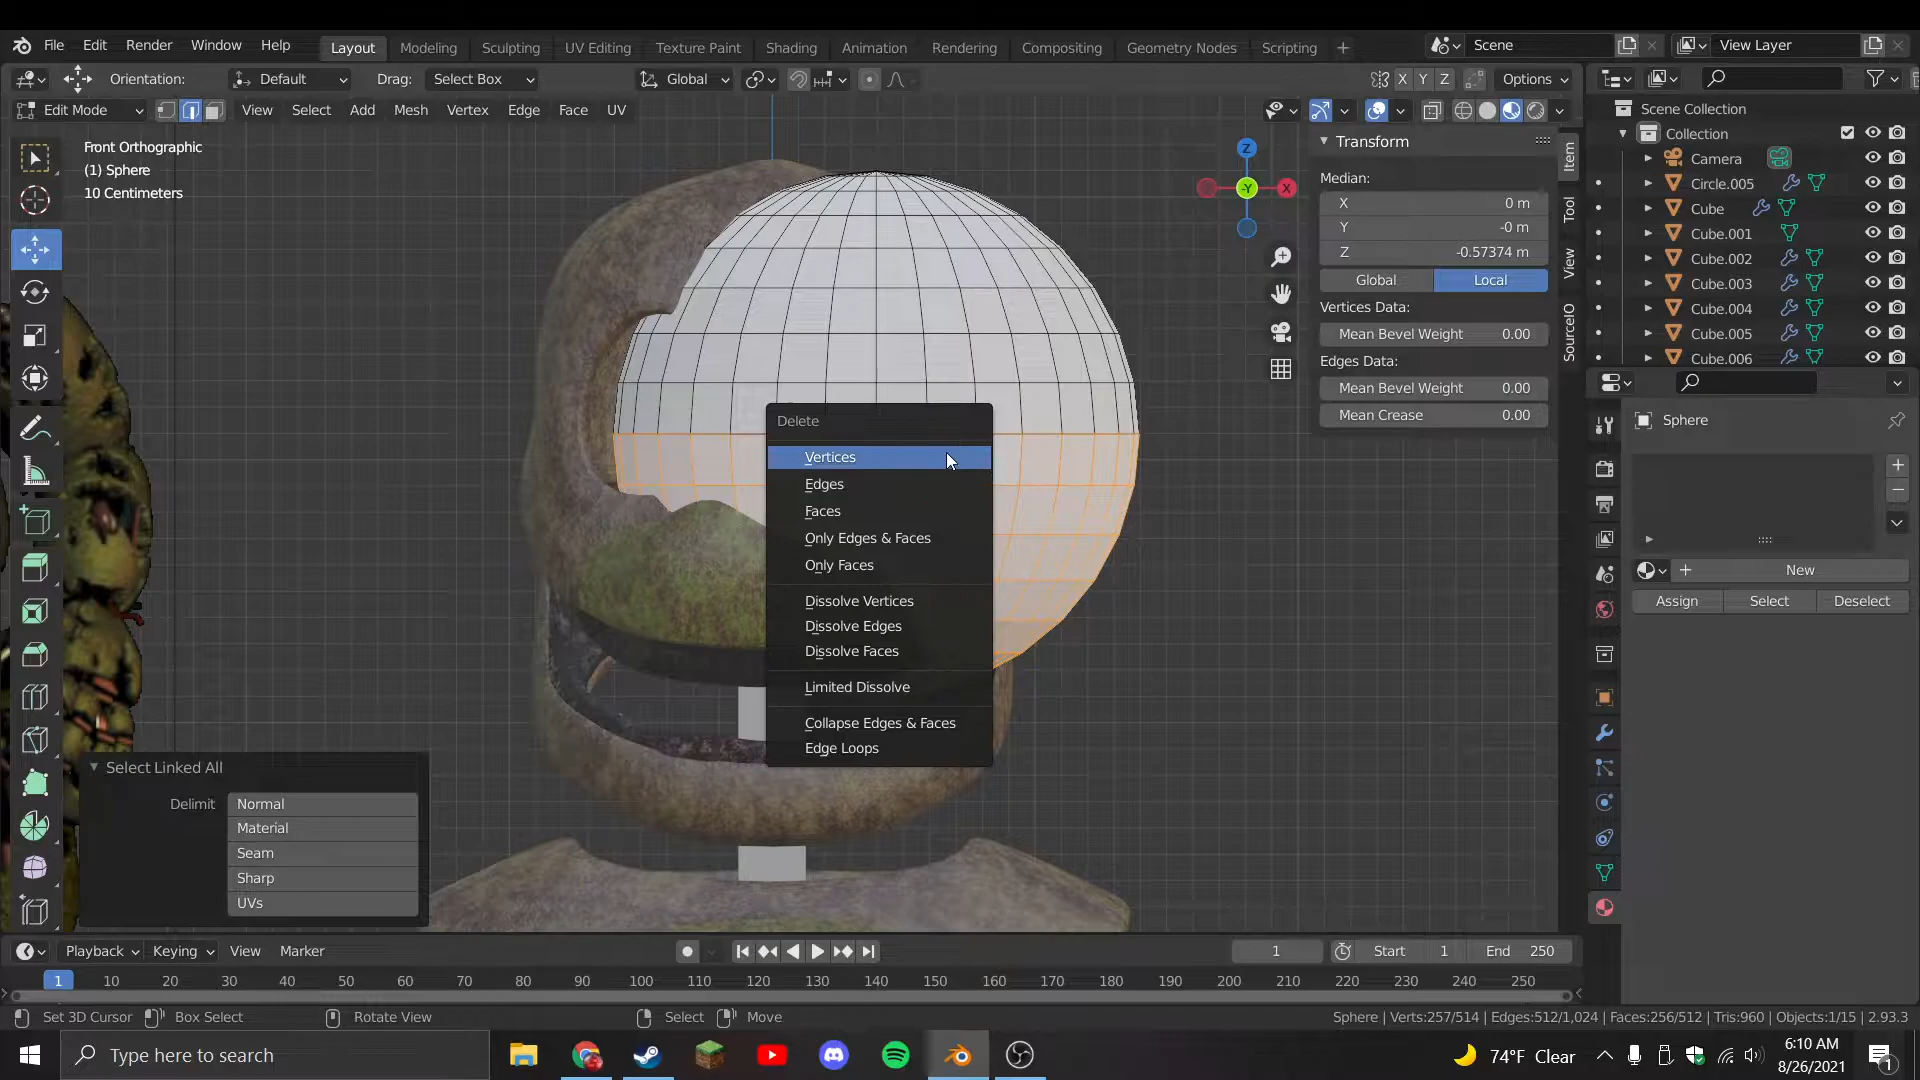 File Edit Render Window Help Layout Modeling Sculpting UV Editing Texture Paint Shading Animation Rendering Compositing Geometry Nodes Scripting + Scene View Layer
Orientation: Default Drag: Select Box Global X Y Z Options
Edit Mode View Select Add Mesh Vertex Edge Face UV
Front Orthographic
(1) Sphere
10 Centimeters
Z
-Y X
Transform
Median:
X 0 m
Y -0 m
Z -0.57374 m
Global Local
Vertices Data:
Mean Bevel Weight 0.00
Edges Data:
Mean Bevel Weight 0.00
Mean Crease 0.00
Item
Tool
View
SourceIO
Scene Collection
Collection
Camera
Circle.005
Cube
Cube.001
Cube.002
Cube.003
Cube.004
Cube.005
Cube.006
Sphere
+ New
Assign Select Deselect
Delete
Vertices
Edges
Faces
Only Edges & Faces
Only Faces
Dissolve Vertices
Dissolve Edges
Dissolve Faces
Limited Dissolve
Collapse Edges & Faces
Edge Loops
Select Linked All
Delimit Normal
Material
Seam
Sharp
UVs
Playback Keying View Marker 1 Start 1 End 250
1 10 20 30 40 50 60 70 80 90 100 110 120 130 140 150 160 170 180 190 200 210 220 230 240 250
Set 3D Cursor Box Select Rotate View Select Move Sphere | Verts:257/514 | Edges:512/1,024 | Faces:256/512 | Tris:960 | Objects:1/15 | 2.93.3
Type here to search 74°F Clear 6:10 AM
8/26/2021
1